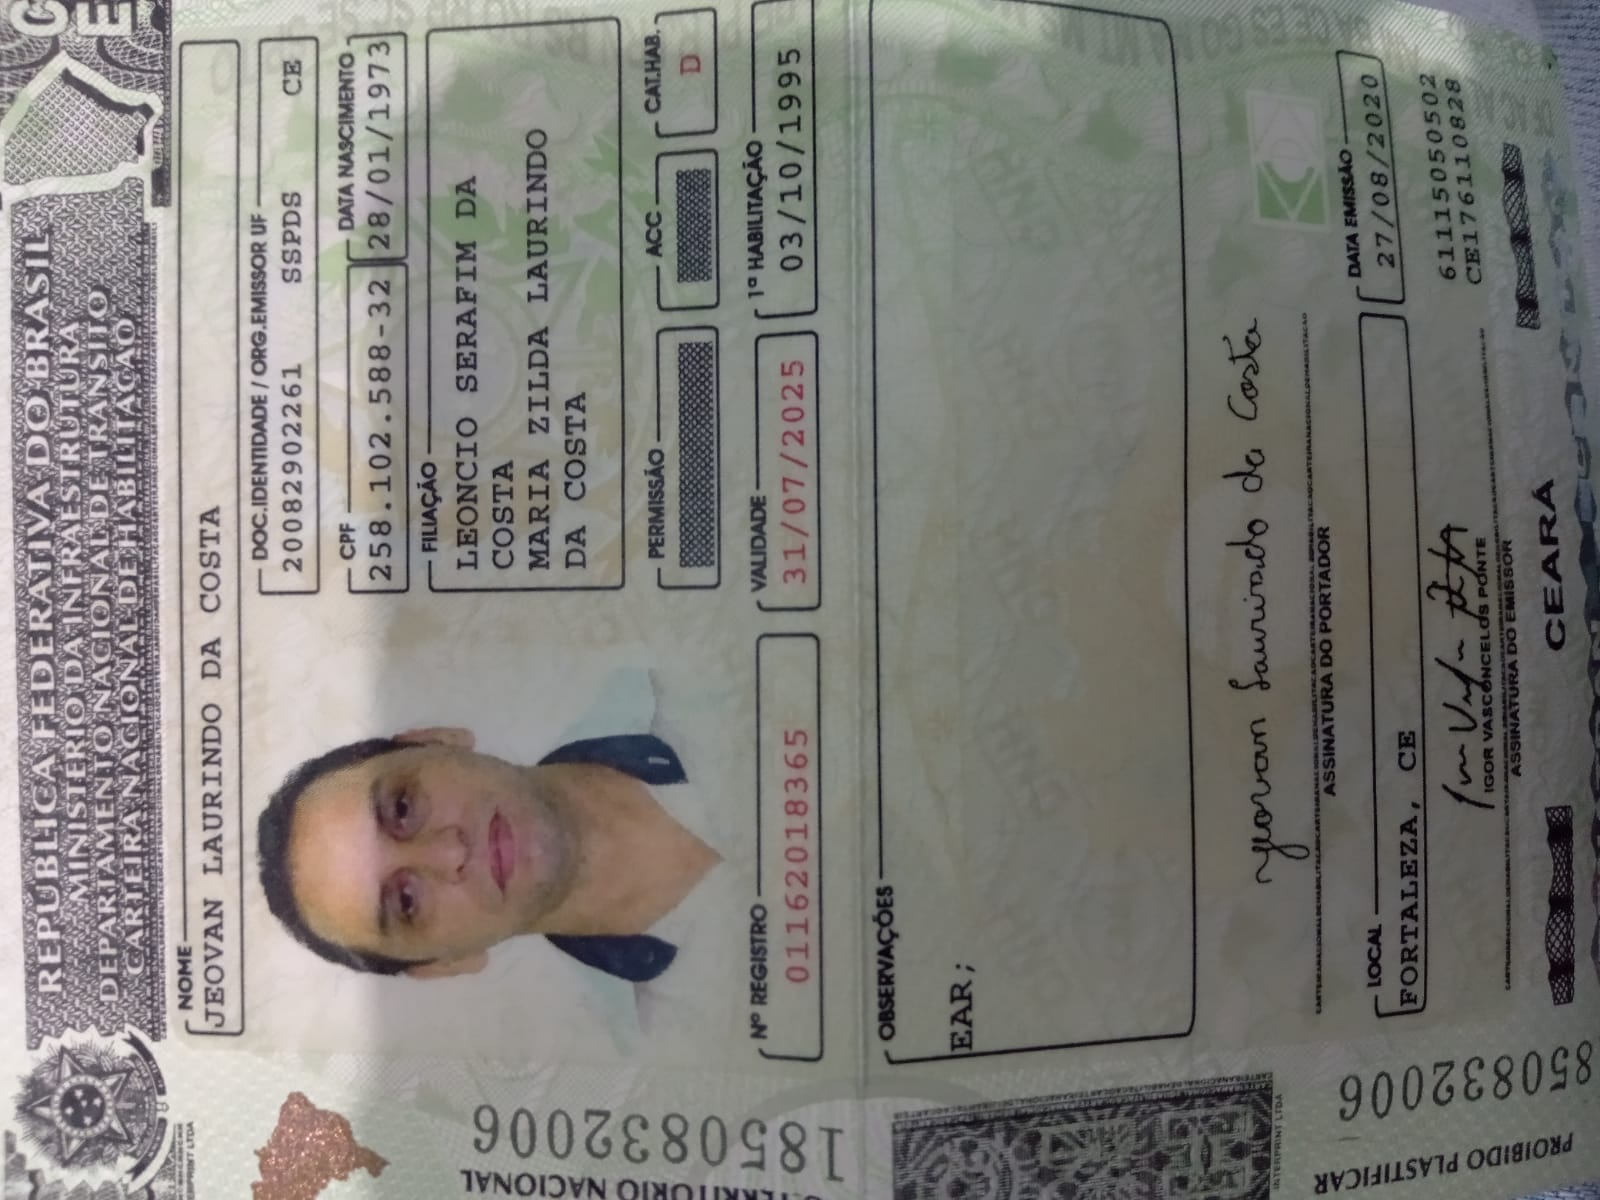 REPÚBLICA FEDERATIVA DO BRASIL
MINISTÉRIO DA INFRAESTRUTURA
DEPARTAMENTO NACIONAL DE TRÂNSITO
CARTEIRA NACIONAL DE HABILITAÇÃO
CE
NOME
JEOVAN LAURINDO DA COSTA
DOC.IDENTIDADE / ORG.EMISSOR UF
20082902261 SSPDS CE
CPF
258.102.588-32
DATA NASCIMENTO
28/01/1973
FILIAÇÃO
LEONCIO SERAFIM DA
COSTA
MARIA ZILDA LAURINDO
DA COSTA
PERMISSÃO
ACC
CAT.HAB.
D
Nº REGISTRO
01162018365
VALIDADE
31/07/2025
1ª HABILITAÇÃO
03/10/1995
TERRITÓRIO NACIONAL
1850832006
OBSERVAÇÕES
EAR;
INTERPRINT LTDA
Jeovan Laurindo da Costa
ASSINATURA DO PORTADOR
PROIBIDO PLASTIFICAR
850832006
LOCAL
FORTALEZA, CE
DATA EMISSÃO
27/08/2020
IGOR VASCONCELOS PONTE
ASSINATURA DO EMISSOR
61115050502
CE176110828
CEARÁ